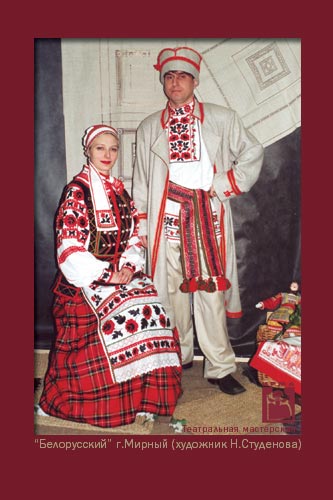 театральная мастерская
“Белорусский” г.Мирный (художник Н.Студенова)